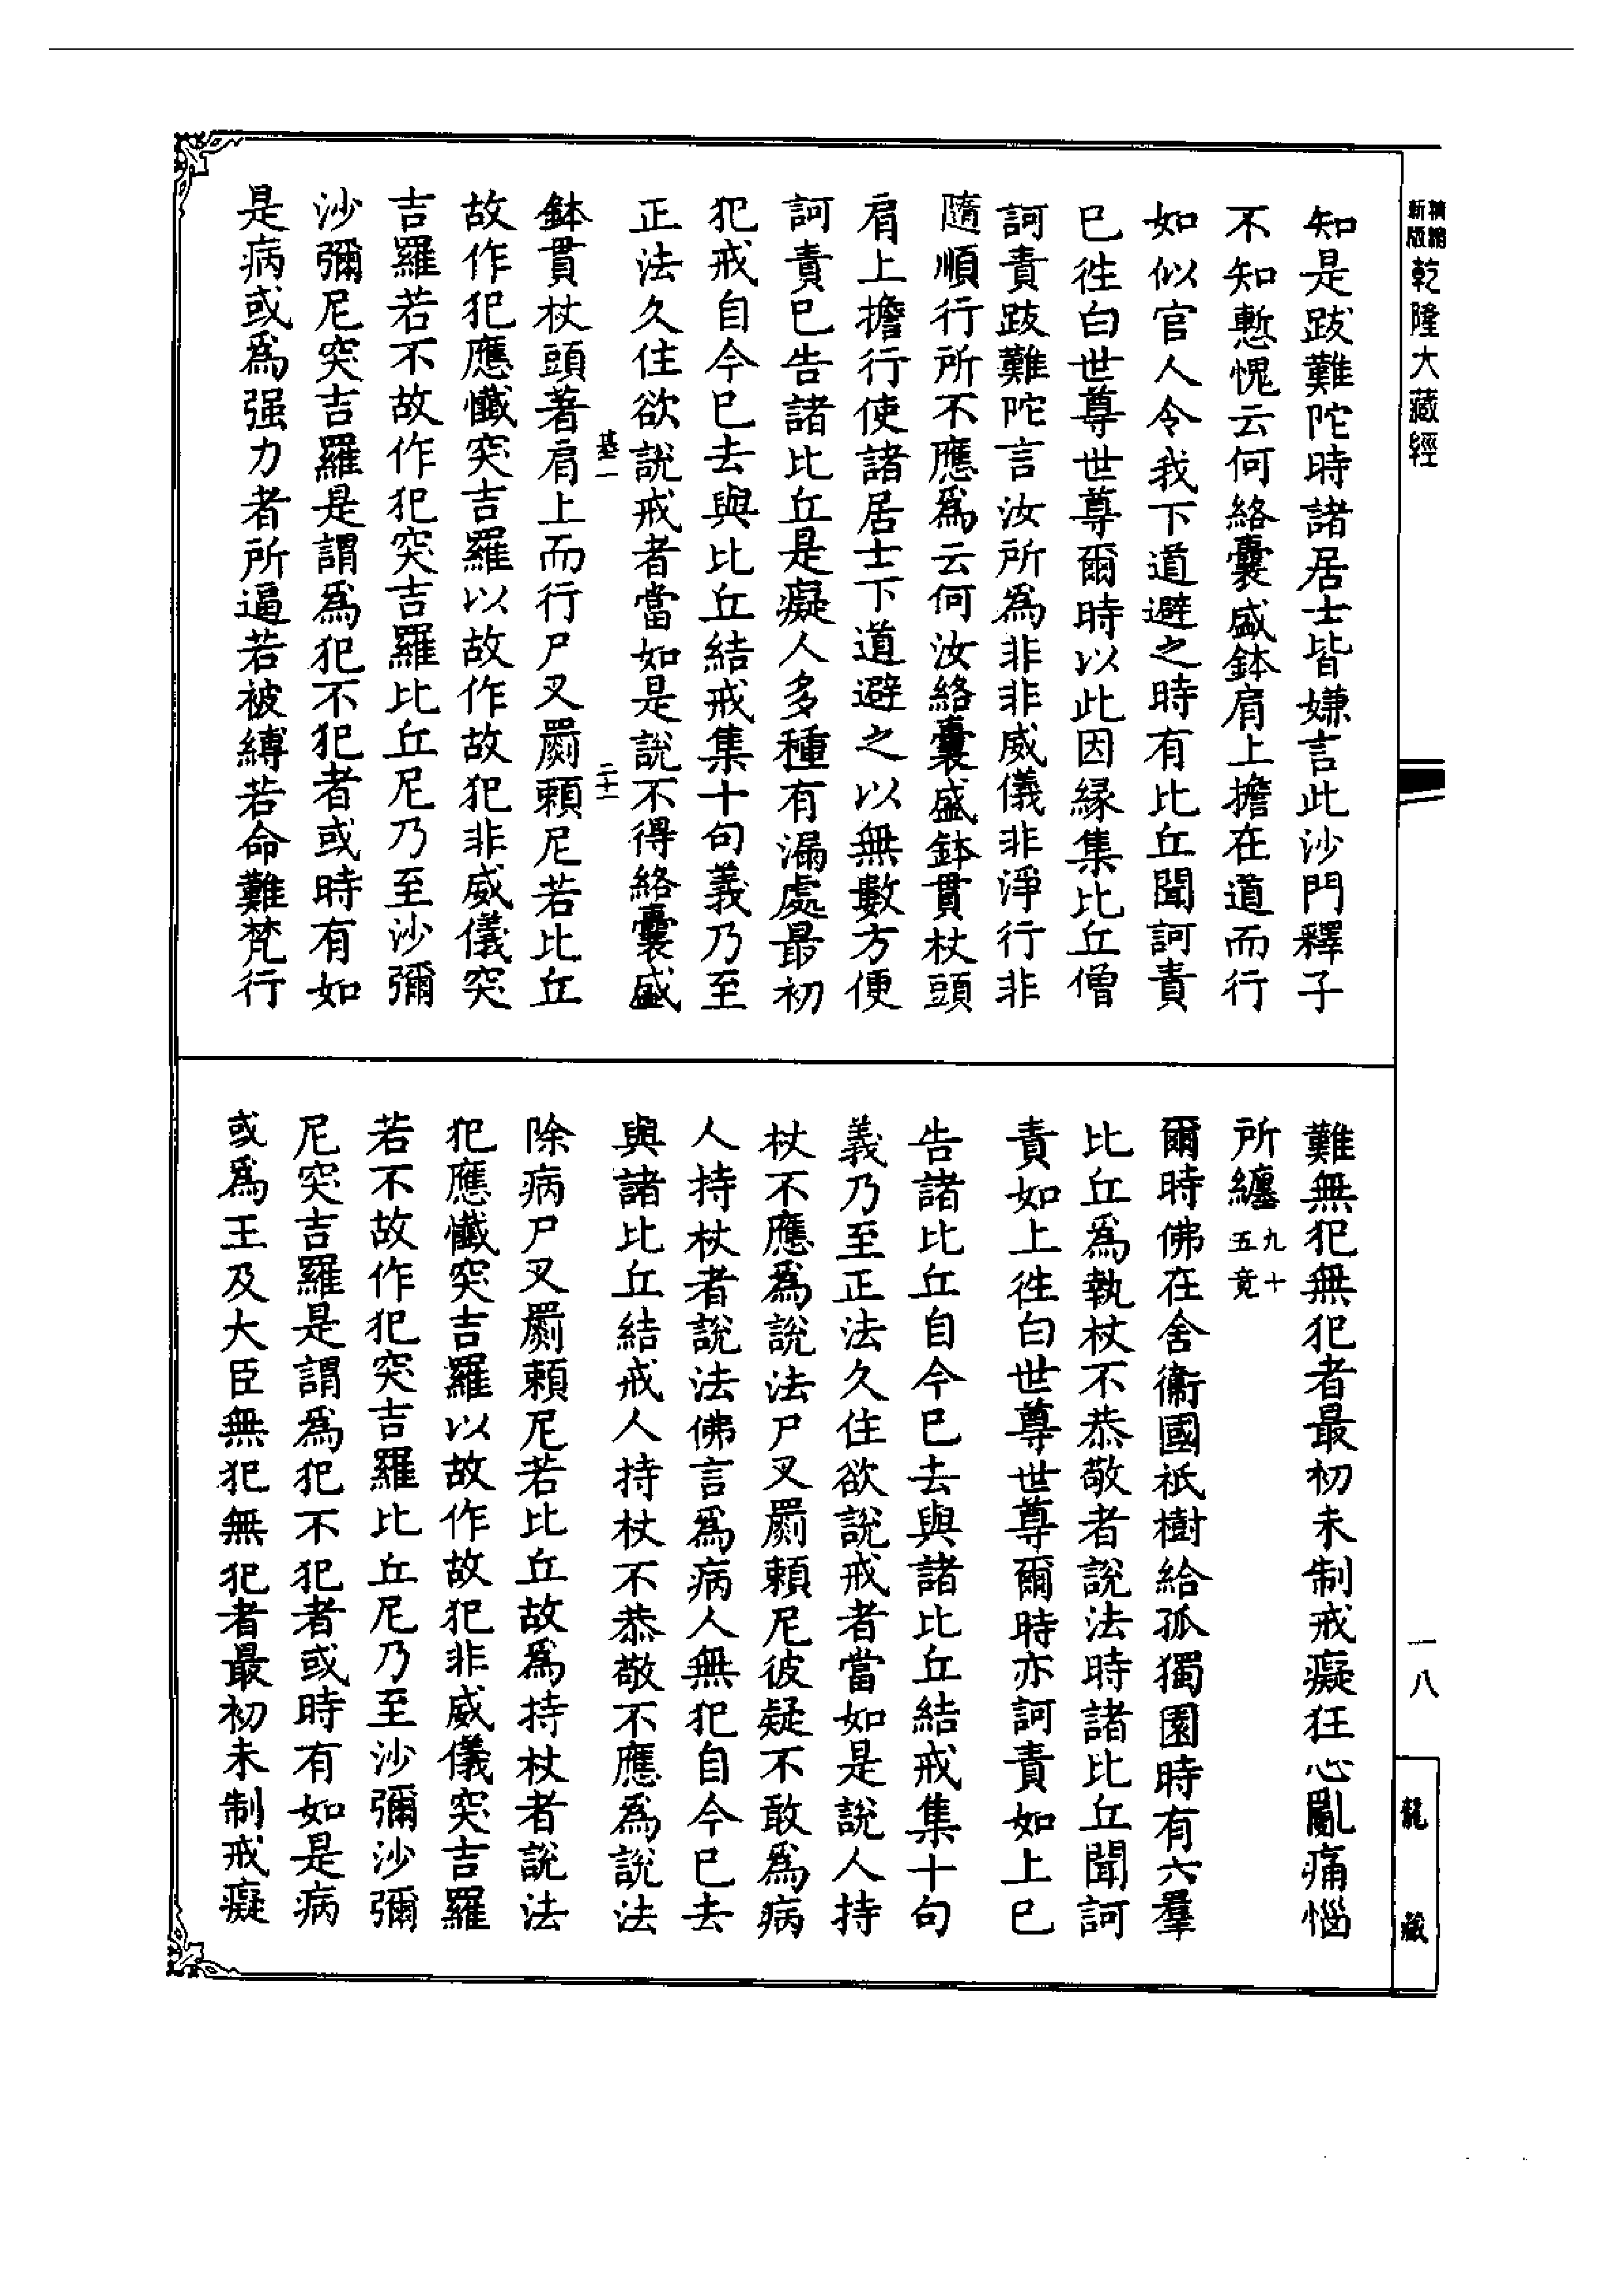 精縮新版乾隆大藏經
一八
龍藏
知是跋難陀時諸居士皆嫌言此沙門釋子
不知慙愧云何絡囊盛鉢肩上擔在道而行
如似官人令我下道避之時有比丘聞訶責
已徃白世尊世尊爾時以此因緣集比丘僧
訶責跋難陀言汝所爲非非威儀非淨行非
隨順行所不應爲云何汝絡囊盛鉢貫杖頭
肩上擔行使諸居士下道避之以無數方便
訶責已告諸比丘是癡人多種有漏處最初
犯戒自今已去與比丘結戒集十句義乃至
正法久住欲說戒者當如是說不得絡囊盛
基一
二十一
鉢貫杖頭著肩上而行尸叉罽賴尼若比丘
故作犯應懺突吉羅以故作故犯非威儀突
吉羅若不故作犯突吉羅比丘尼乃至沙彌
沙彌尼突吉羅是謂爲犯不犯者或時有如
是病或爲强力者所逼若被縛若命難梵行
難無犯無犯者最初未制戒癡狂心亂痛惱
所纏九十五竟
爾時佛在舍衞國祇樹給孤獨園時有六羣
比丘爲執杖不恭敬者說法時諸比丘聞訶
責如上徃白世尊世尊爾時亦訶責如上已
告諸比丘自今已去與諸比丘結戒集十句
義乃至正法久住欲說戒者當如是說人持
杖不應爲說法尸叉罽賴尼彼疑不敢爲病
人持杖者說法佛言爲病人無犯自今已去
與諸比丘結戒人持杖不恭敬不應爲說法
除病尸叉罽賴尼若比丘故爲持杖者說法
犯應懺突吉羅以故作故犯非威儀突吉羅
若不故作犯突吉羅比丘尼乃至沙彌沙彌
尼突吉羅是謂爲犯不犯者或時有如是病
或爲王及大臣無犯無犯者最初未制戒癡